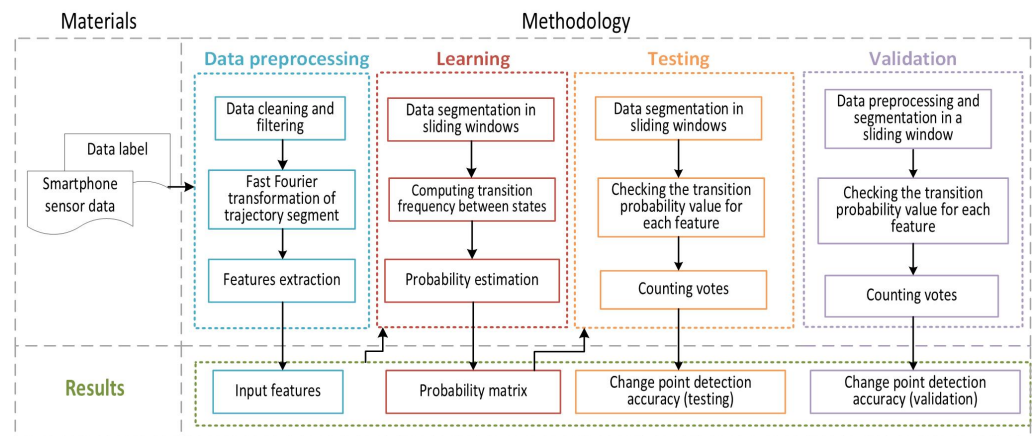 Materials
Methodology
Data preprocessing
Learning
Testing
Validation
Data label
Smartphone
sensor data
Data cleaning and
filtering
Fast Fourier
transformation of
trajectory segment
Features extraction
Data segmentation in
sliding windows
Computing transition
frequency between states
Probability estimation
Data segmentation in
sliding windows
Checking the transition
probability value for
each feature
Counting votes
Data preprocessing and
segmentation in a
sliding window
Checking the transition
probability value for each
feature
Counting votes
Results
Input features
Probability matrix
Change point detection
accuracy (testing)
Change point detection
accuracy (validation)